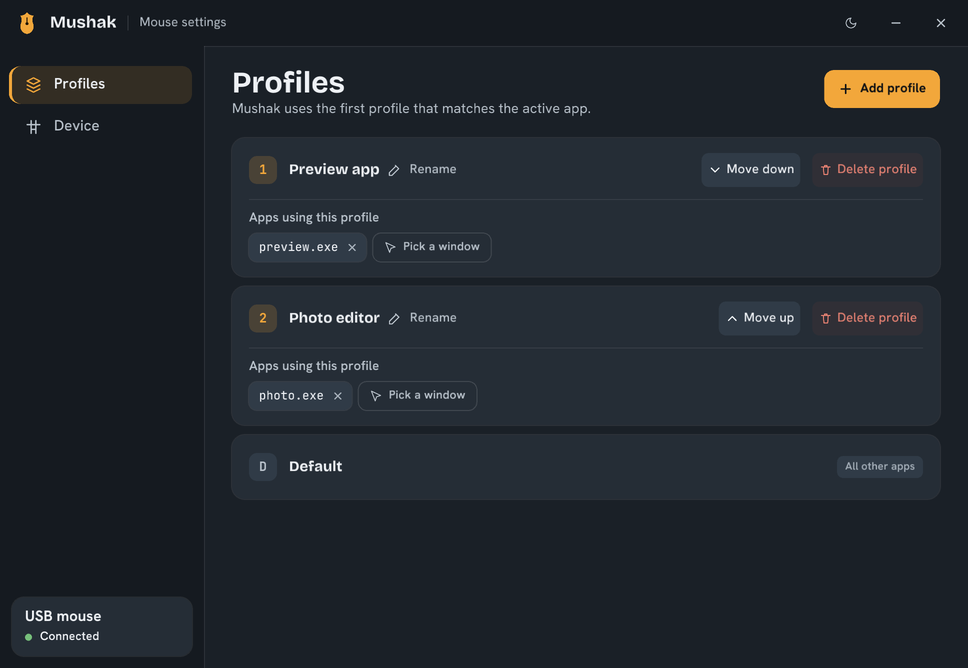 Mushak
Mouse settings
Profiles
Device
Profiles
Mushak uses the first profile that matches the active app.
Add profile
1
Preview app
Rename
Move down
Delete profile
Apps using this profile
preview.exe
Pick a window
2
Photo editor
Rename
Move up
Delete profile
Apps using this profile
photo.exe
Pick a window
D
Default
All other apps
USB mouse
Connected